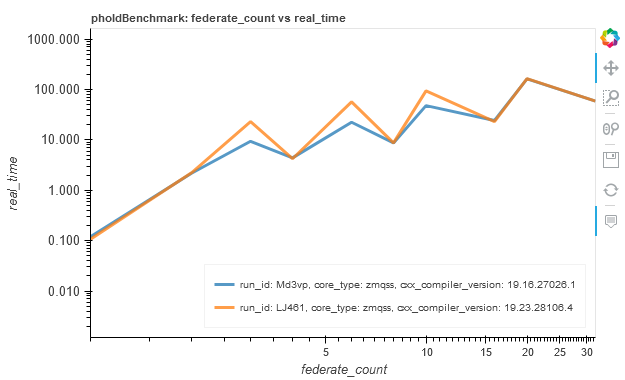 pholdBenchmark: federate_count vs real_time
1000.000
100.000
10.000
1.000
0.100
0.010
real_time
run_id: Md3vp, core_type: zmqss, cxx_compiler_version: 19.16.27026.1
run_id: LJ461, core_type: zmqss, cxx_compiler_version: 19.23.28106.4
5 10 15 20 25 30
federate_count